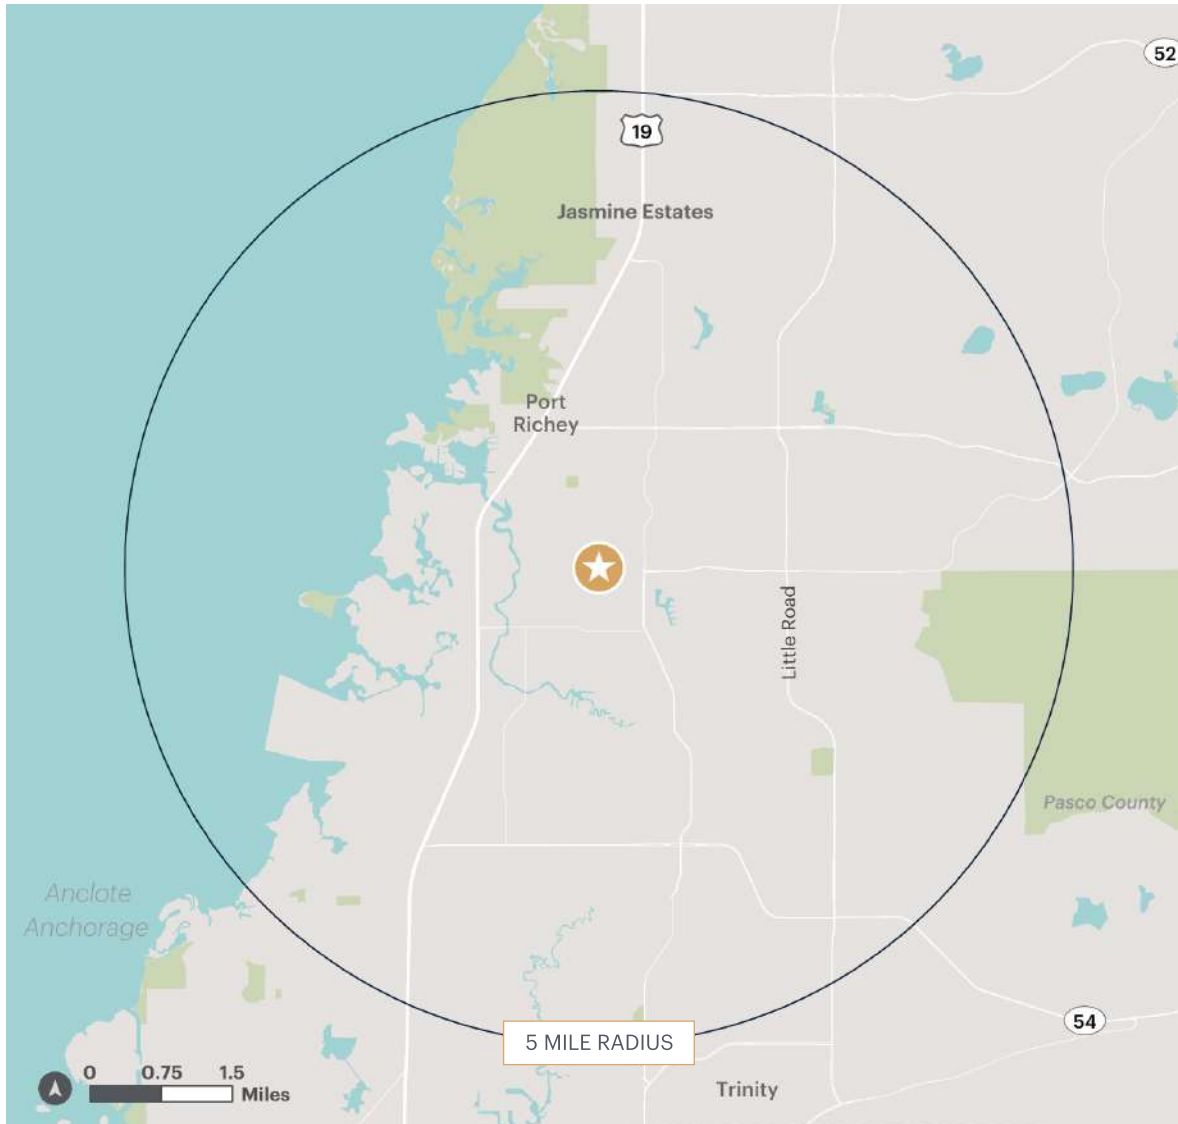 52
19
Jasmine Estates
Port
Richey
Little Road
Pasco County
Anclote
Anchorage
54
5 MILE RADIUS
0 0.75 1.5
Miles
Trinity